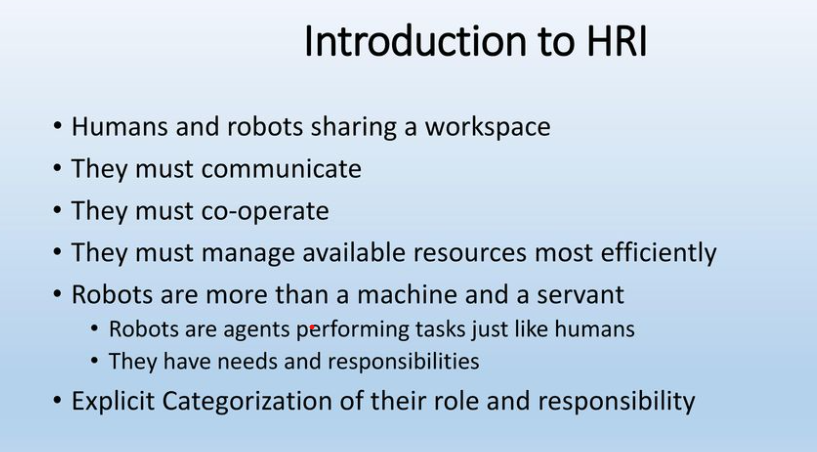 Introduction to HRI
• Humans and robots sharing a workspace
• They must communicate
• They must co-operate
• They must manage available resources most efficiently
• Robots are more than a machine and a servant
• Robots are agents performing tasks just like humans
• They have needs and responsibilities
• Explicit Categorization of their role and responsibility